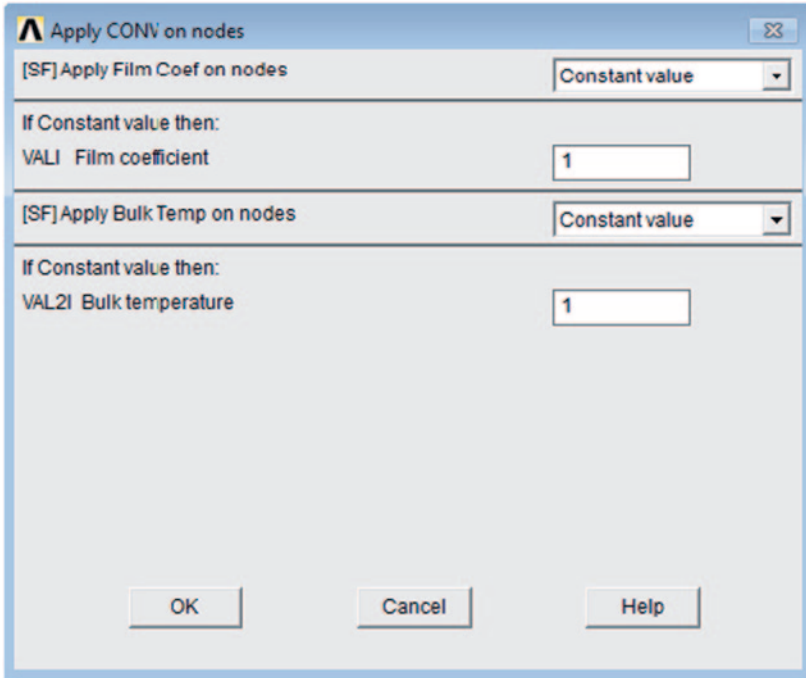 Apply CONV on nodes
[SF] Apply Film Coef on nodes Constant value
If Constant value then:
VALI Film coefficient 1
[SF] Apply Bulk Temp on nodes Constant value
If Constant value then:
VAL2I Bulk temperature 1
OK Cancel Help